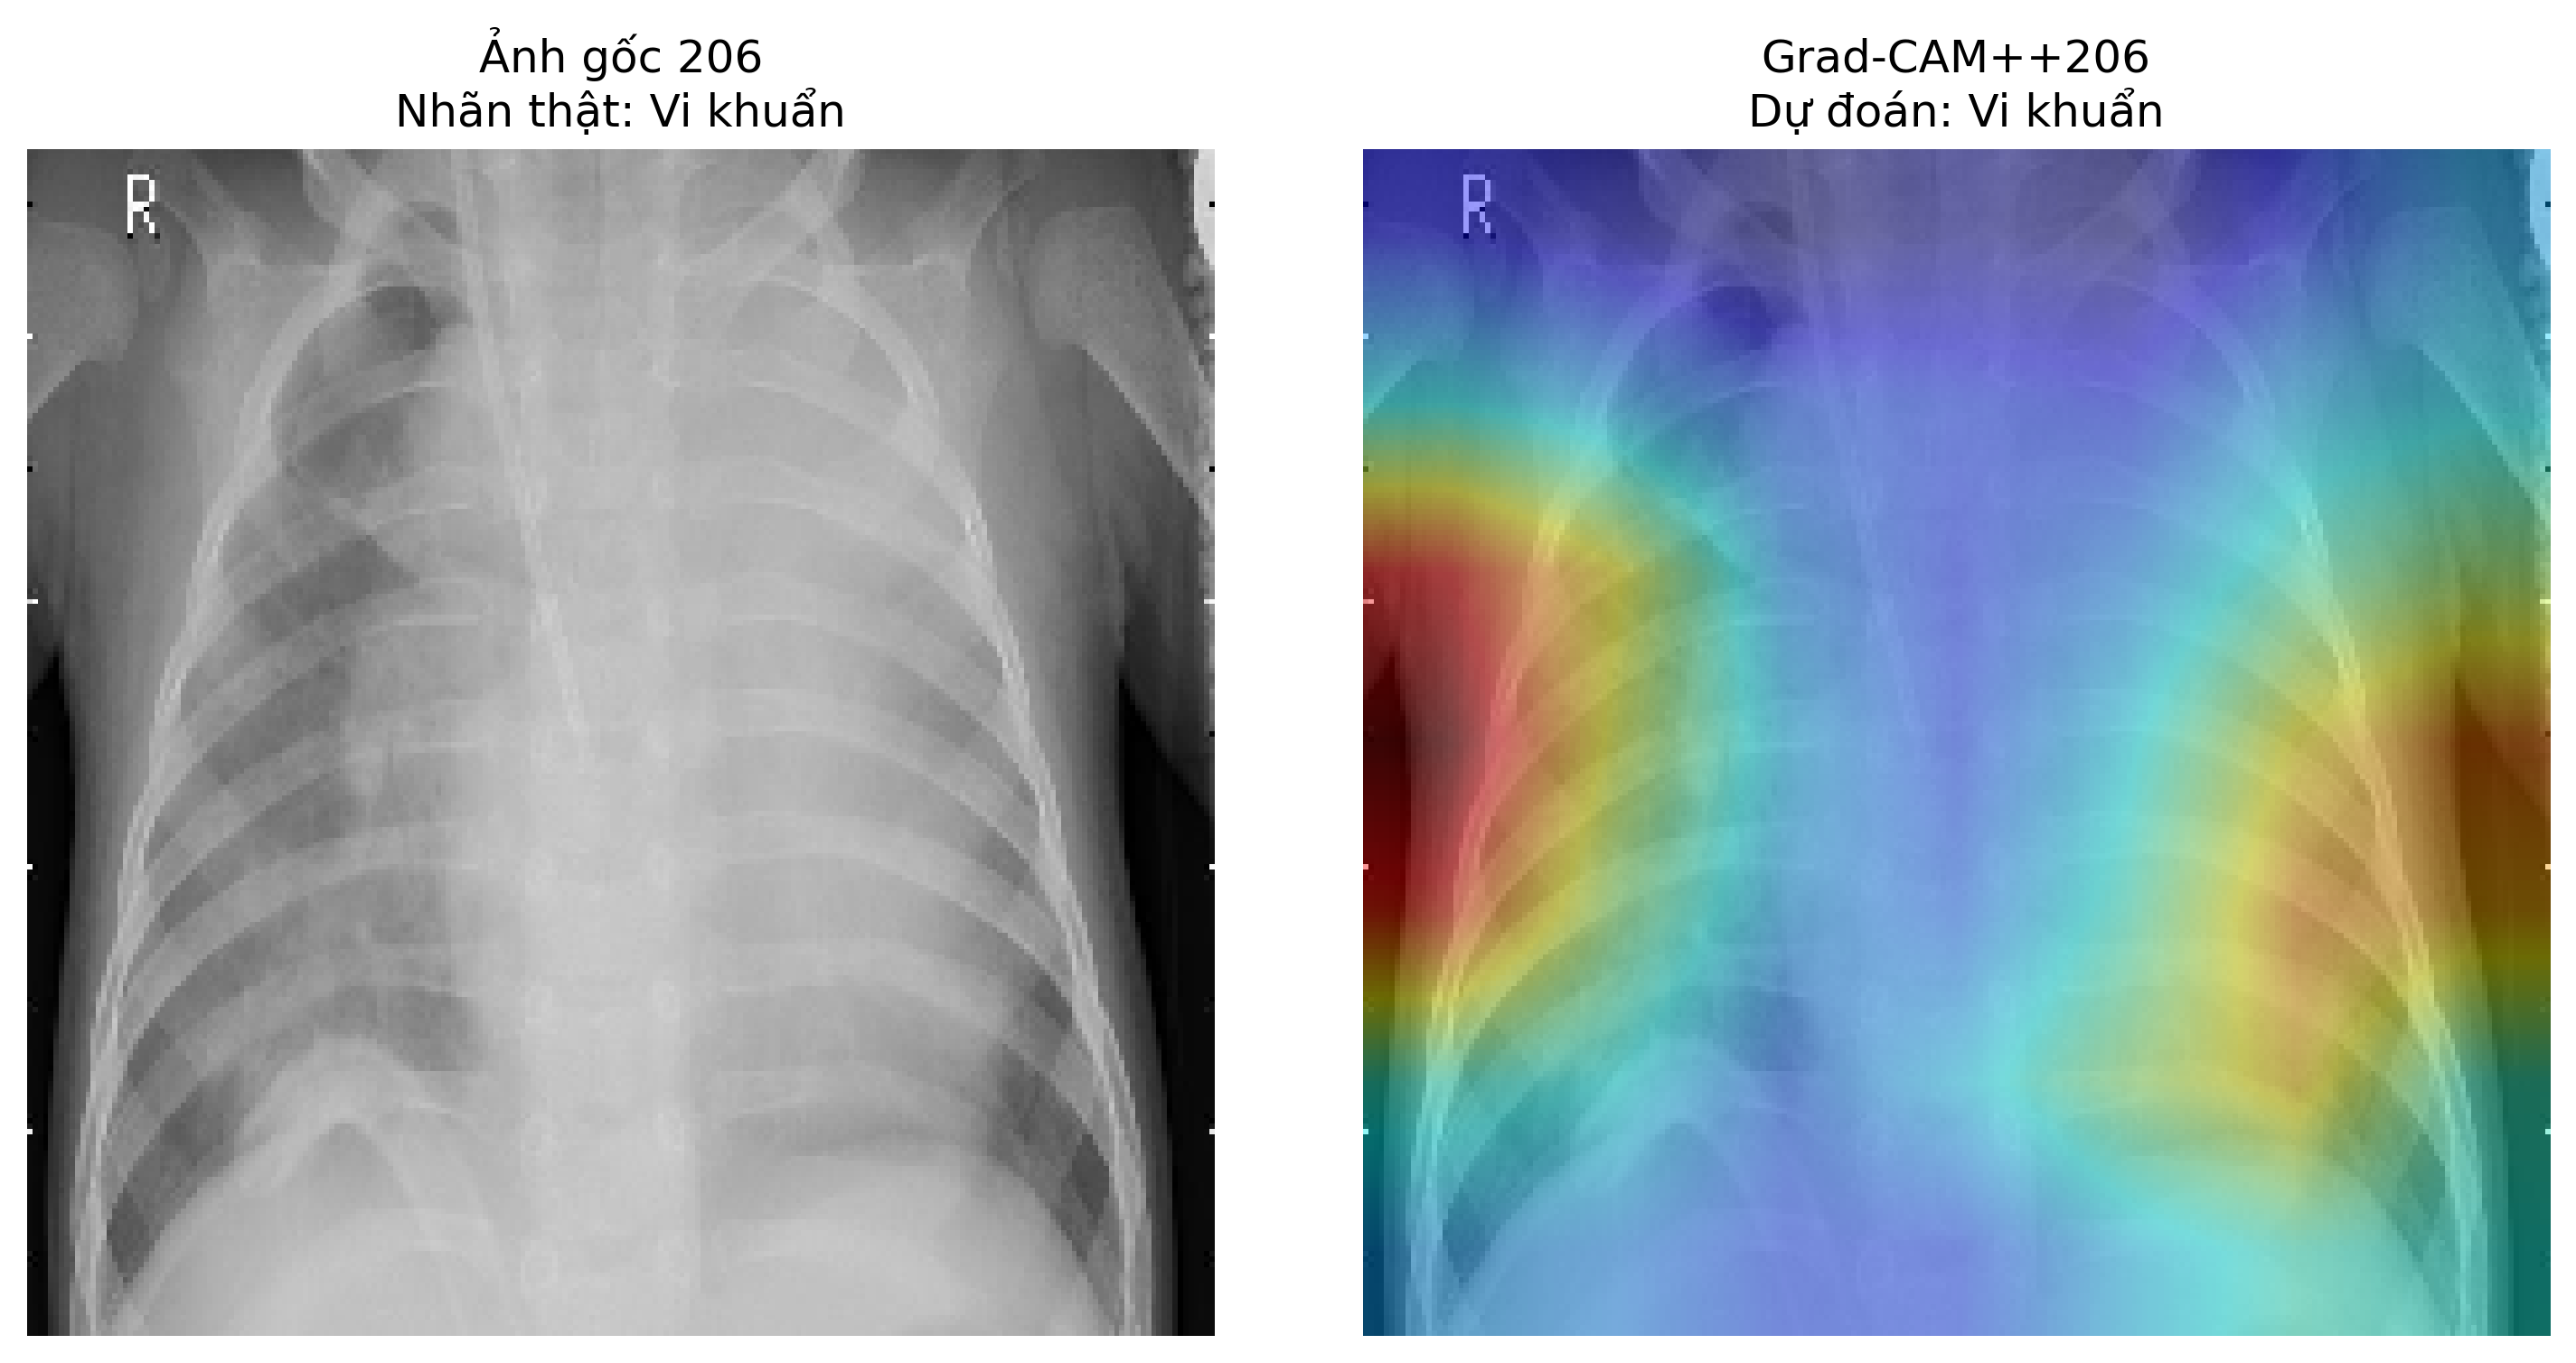 Ảnh gốc 206
Nhãn thật: Vi khuẩn
Grad-CAM++206
Dự đoán: Vi khuẩn
R
R